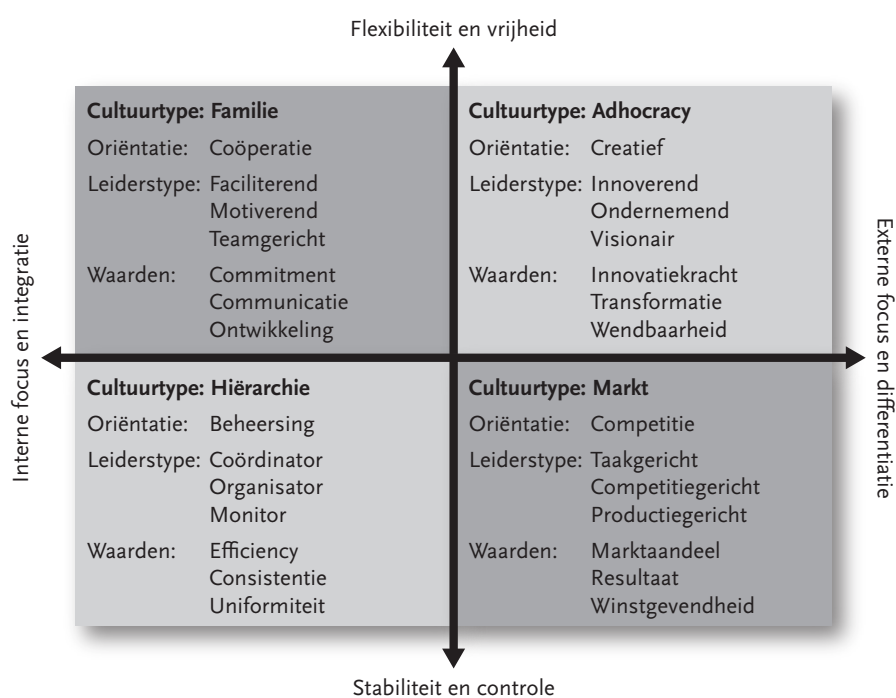 Flexibiliteit en vrijheid
Interne focus en integratie
Cultuurtype: Familie
Oriëntatie: Coöperatie
Leiderstype: Faciliterend
Motiverend
Teamgericht
Waarden: Commitment
Communicatie
Ontwikkeling
Cultuurtype: Adhocracy
Oriëntatie: Creatief
Leiderstype: Innoverend
Ondernemend
Visionair
Waarden: Innovatiekracht
Transformatie
Wendbaarheid
Cultuurtype: Hiërarchie
Oriëntatie: Beheersing
Leiderstype: Coördinator
Organisator
Monitor
Waarden: Efficiency
Consistentie
Uniformiteit
Cultuurtype: Markt
Oriëntatie: Competitie
Leiderstype: Taakgericht
Competitiegericht
Productiegericht
Waarden: Marktaandeel
Resultaat
Winstgevendheid
Externe focus en differentiatie
Stabiliteit en controle